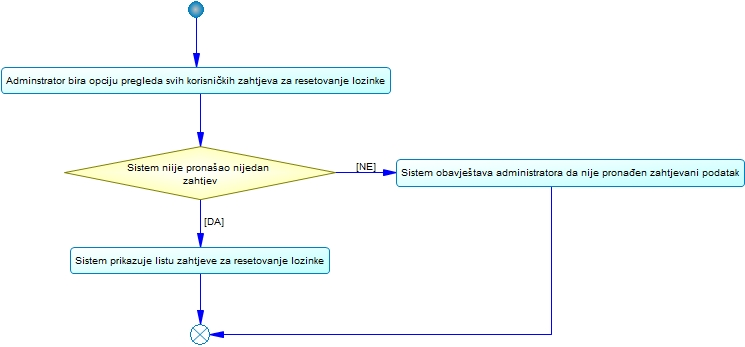 Adminstrator bira opciju pregleda svih korisničkih zahtjeva za resetovanje lozinke
Sistem niije pronašao nijedan
zahtjev
[NE]
Sistem obavještava administratora da nije pronađen zahtjevani podatak
[DA]
Sistem prikazuje listu zahtjeve za resetovanje lozinke